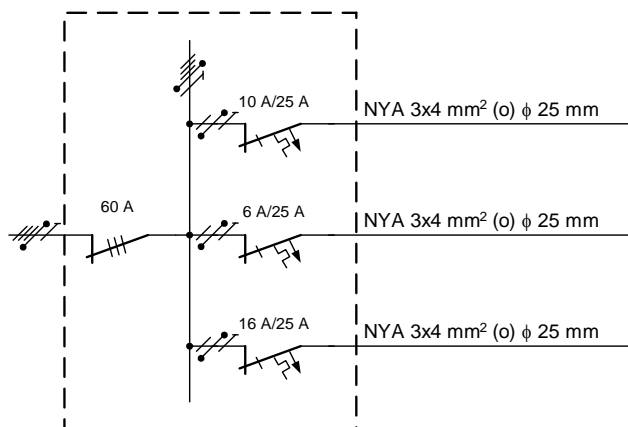 10 A/25 A
NYA 3x4 mm² (o) ϕ 25 mm
60 A
6 A/25 A
NYA 3x4 mm² (o) ϕ 25 mm
16 A/25 A
NYA 3x4 mm² (o) ϕ 25 mm